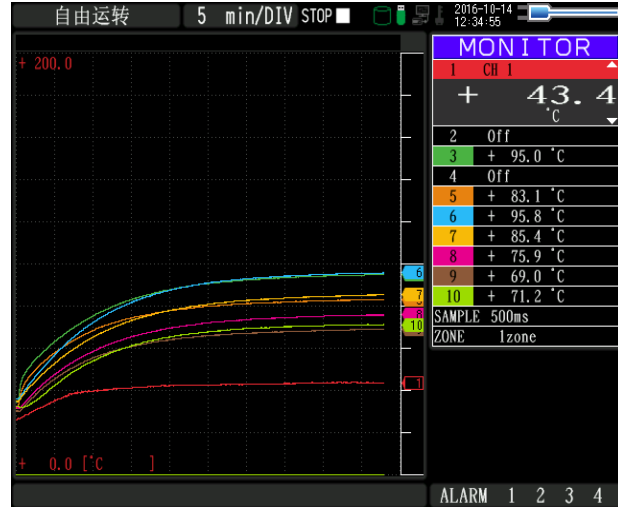 自由运转 5 min/DIV STOP 2016-10-14
12:34:55
MONITOR
+ 200.0
1 CH 1
+ 43.4
°C
2 Off
3 + 95.0 °C
4 Off
5 + 83.1 °C
6 + 95.8 °C
7 + 85.4 °C
8 + 75.9 °C
9 + 69.0 °C
10 + 71.2 °C
SAMPLE 500ms
ZONE 1zone
6
7
8
10
1
+ 0.0 [°C ]
ALARM 1 2 3 4